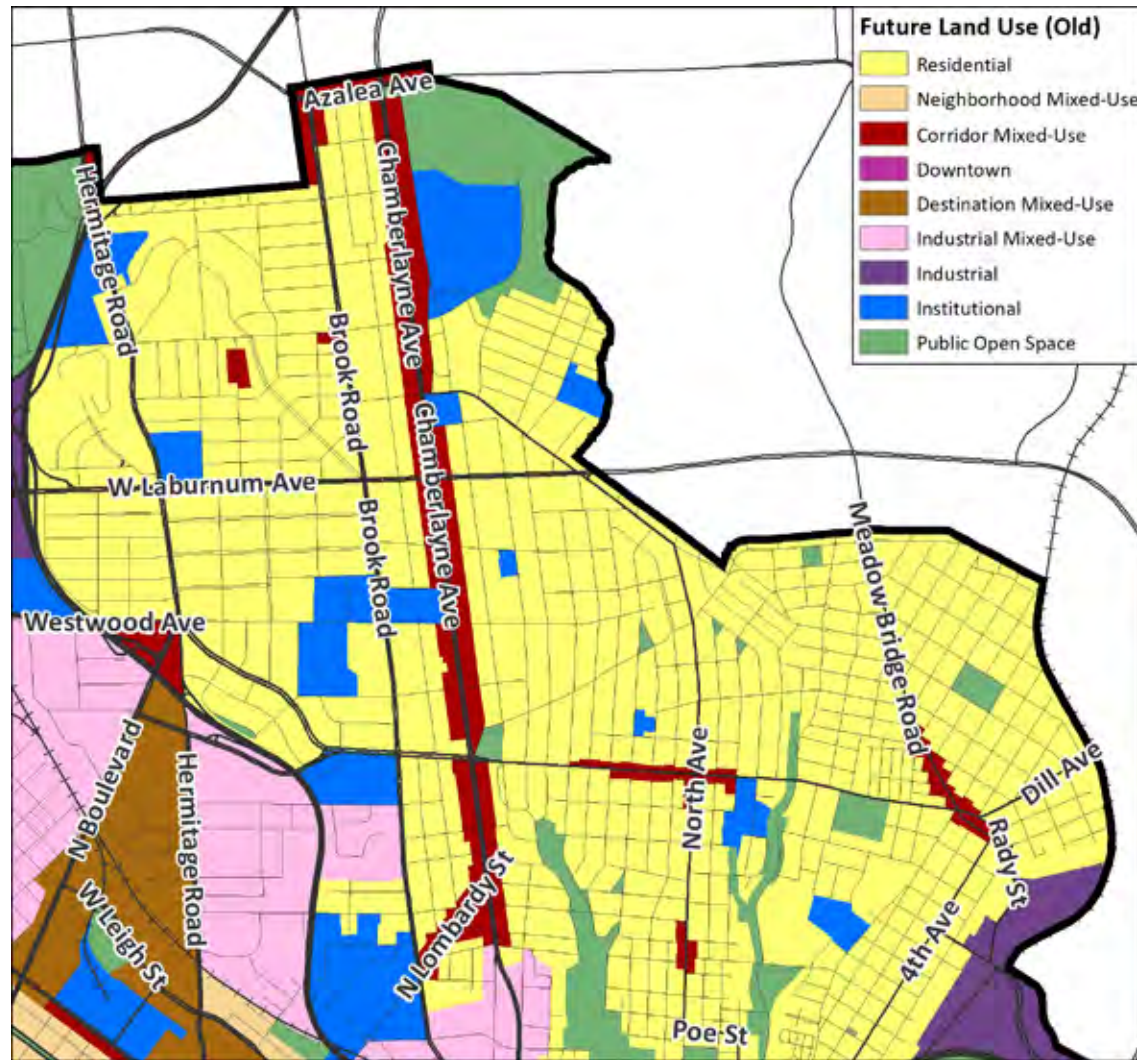 Future Land Use (Old)
Residential
Neighborhood Mixed-Use
Corridor Mixed-Use
Downtown
Destination Mixed-Use
Industrial Mixed-Use
Industrial
Institutional
Public Open Space
Azalea Ave
Hermitage Road
Chamberlayne Ave
Brook Road
Chamberlayne Ave
W Laburnum Ave
Brook Road
Meadow Bridge Road
Westwood Ave
N Boulevard
Hermitage Road
North Ave
Dill Ave
Rady St
N Lombardy St
W Leigh St
4th Ave
Poe St